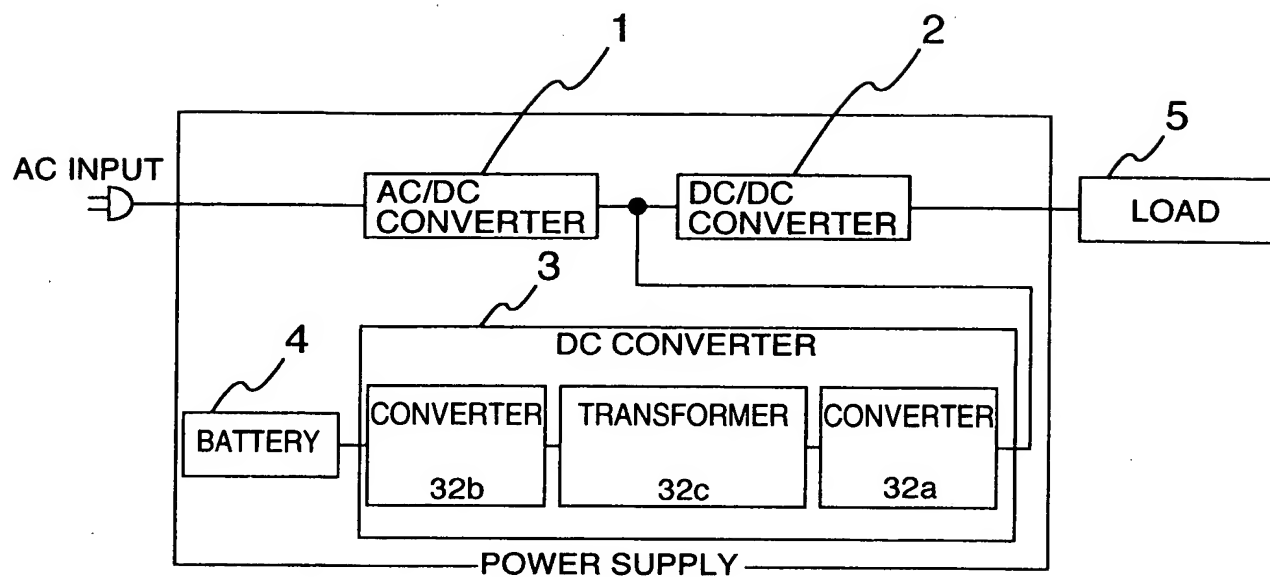 1
2
5
AC INPUT
AC/DC
CONVERTER
DC/DC
CONVERTER
LOAD
3
4
DC CONVERTER
BATTERY
CONVERTER
32b
TRANSFORMER
32c
CONVERTER
32a
POWER SUPPLY